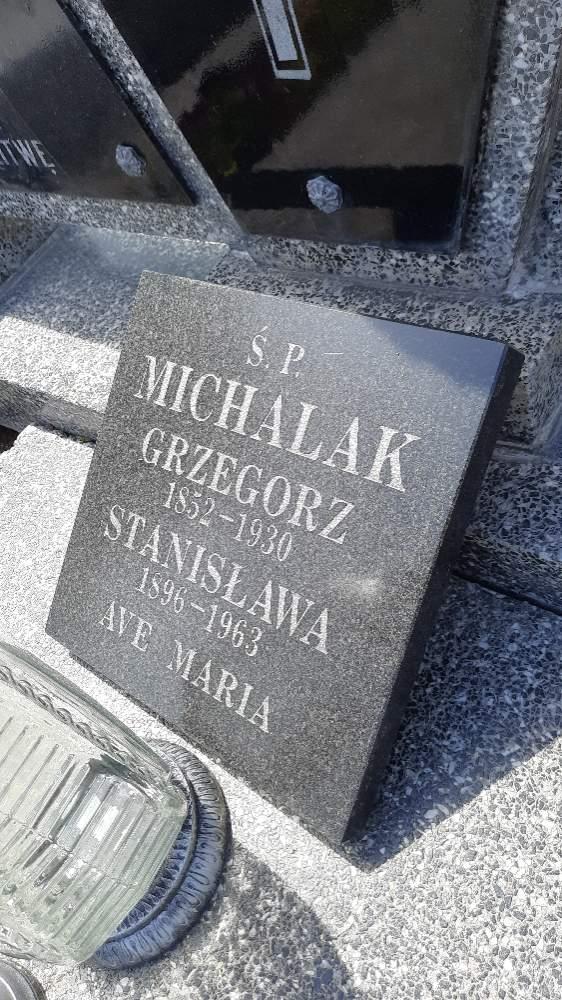 Ś.P.
MICHALAK
GRZEGORZ
1852-1930
STANISŁAWA
1896-1963
AVE MARIA